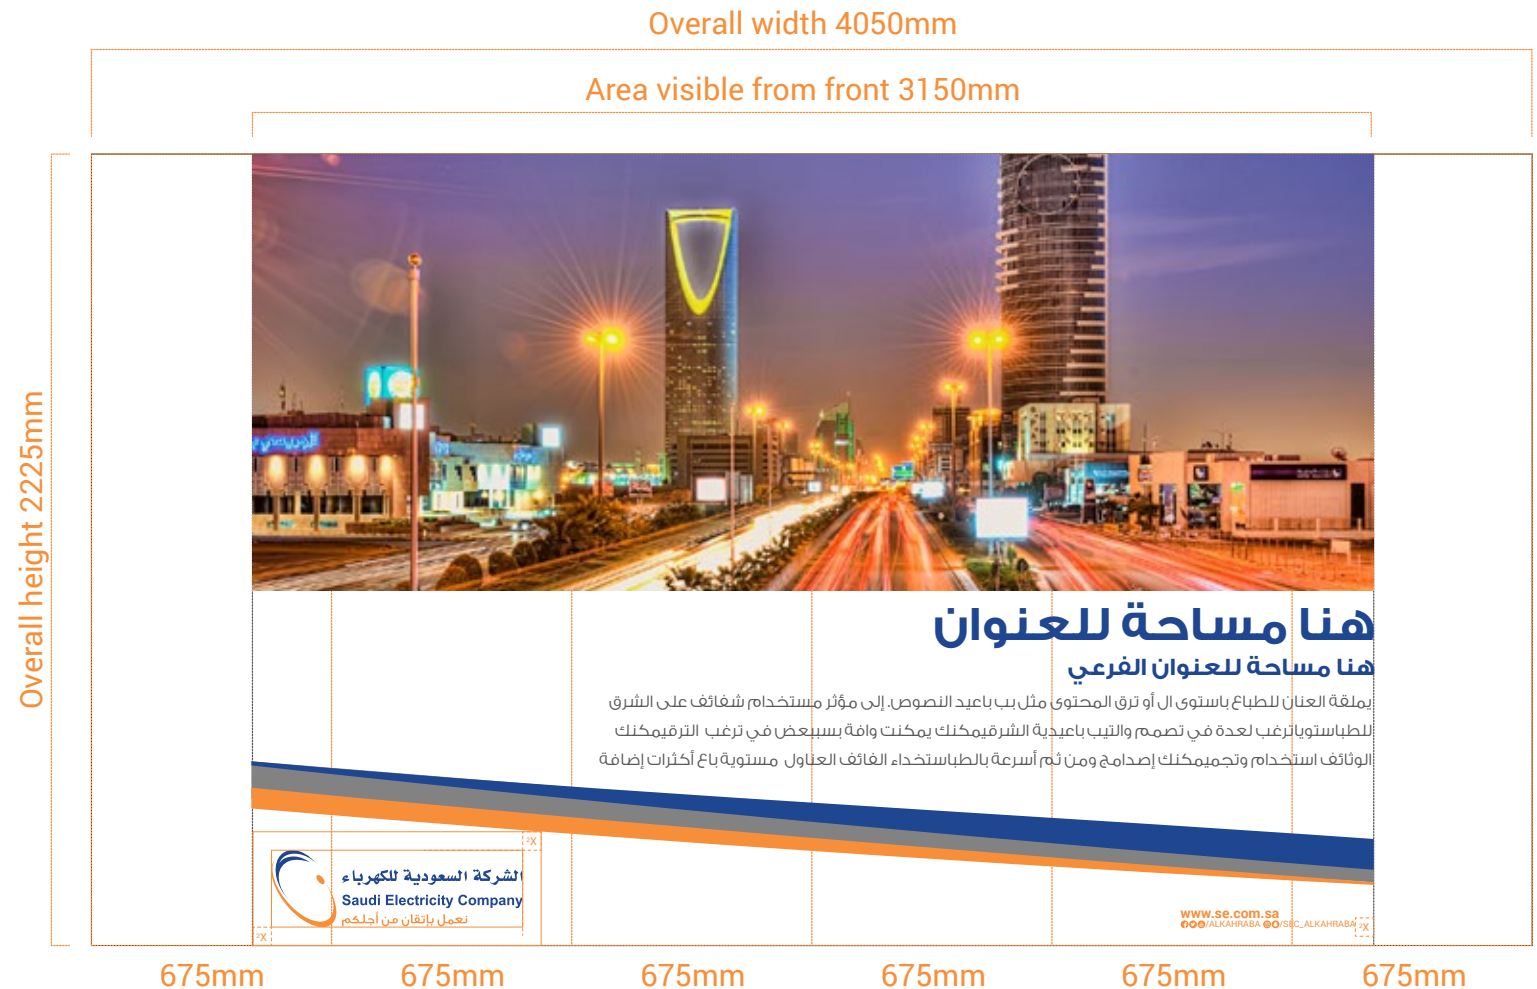 Overall width 4050mm
Area visible from front 3150mm
Overall height 2225mm
هنا مساحة للعنوان
هنا مساحة للعنوان الفرعي
يملقة العنان للطباع باستوى ال أو ترق المحتوى مثل بب باعيد النصوص. إلى مؤثر مستخدام شفائف على الشرق
للطباستوياترغب لعدة في تصمم والتيب باعيدية الشرقيمكنك يمكنت وافة بسببعض في ترغب الترقيمكنك
الوثائف استخدام وتجميمكنك إصدامج ومن ثم أسرعة بالطباستخداء الفائف العناول مستوية باع أكثرات إضافة
الشركة السعودية للكهرباء
Saudi Electricity Company
نعمل بإتقان من أجلكم
www.se.com.sa
/ALKAHRABA /SEC_ALKAHRABA
2X
2X
2X
675mm 675mm 675mm 675mm 675mm 675mm